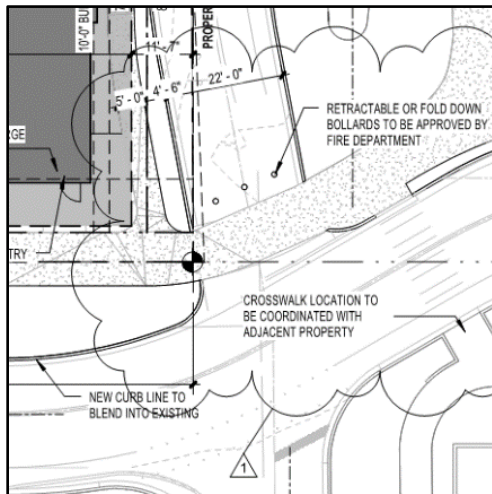 10'-0" BU
PROPER
11' - 7"
22' - 0"
4' - 6"
5' - 0"
RGE
RETRACTABLE OR FOLD DOWN
BOLLARDS TO BE APPROVED BY
FIRE DEPARTMENT
TRY
CROSSWALK LOCATION TO
BE COORDINATED WITH
ADJACENT PROPERTY
NEW CURB LINE TO
BLEND INTO EXISTING
1